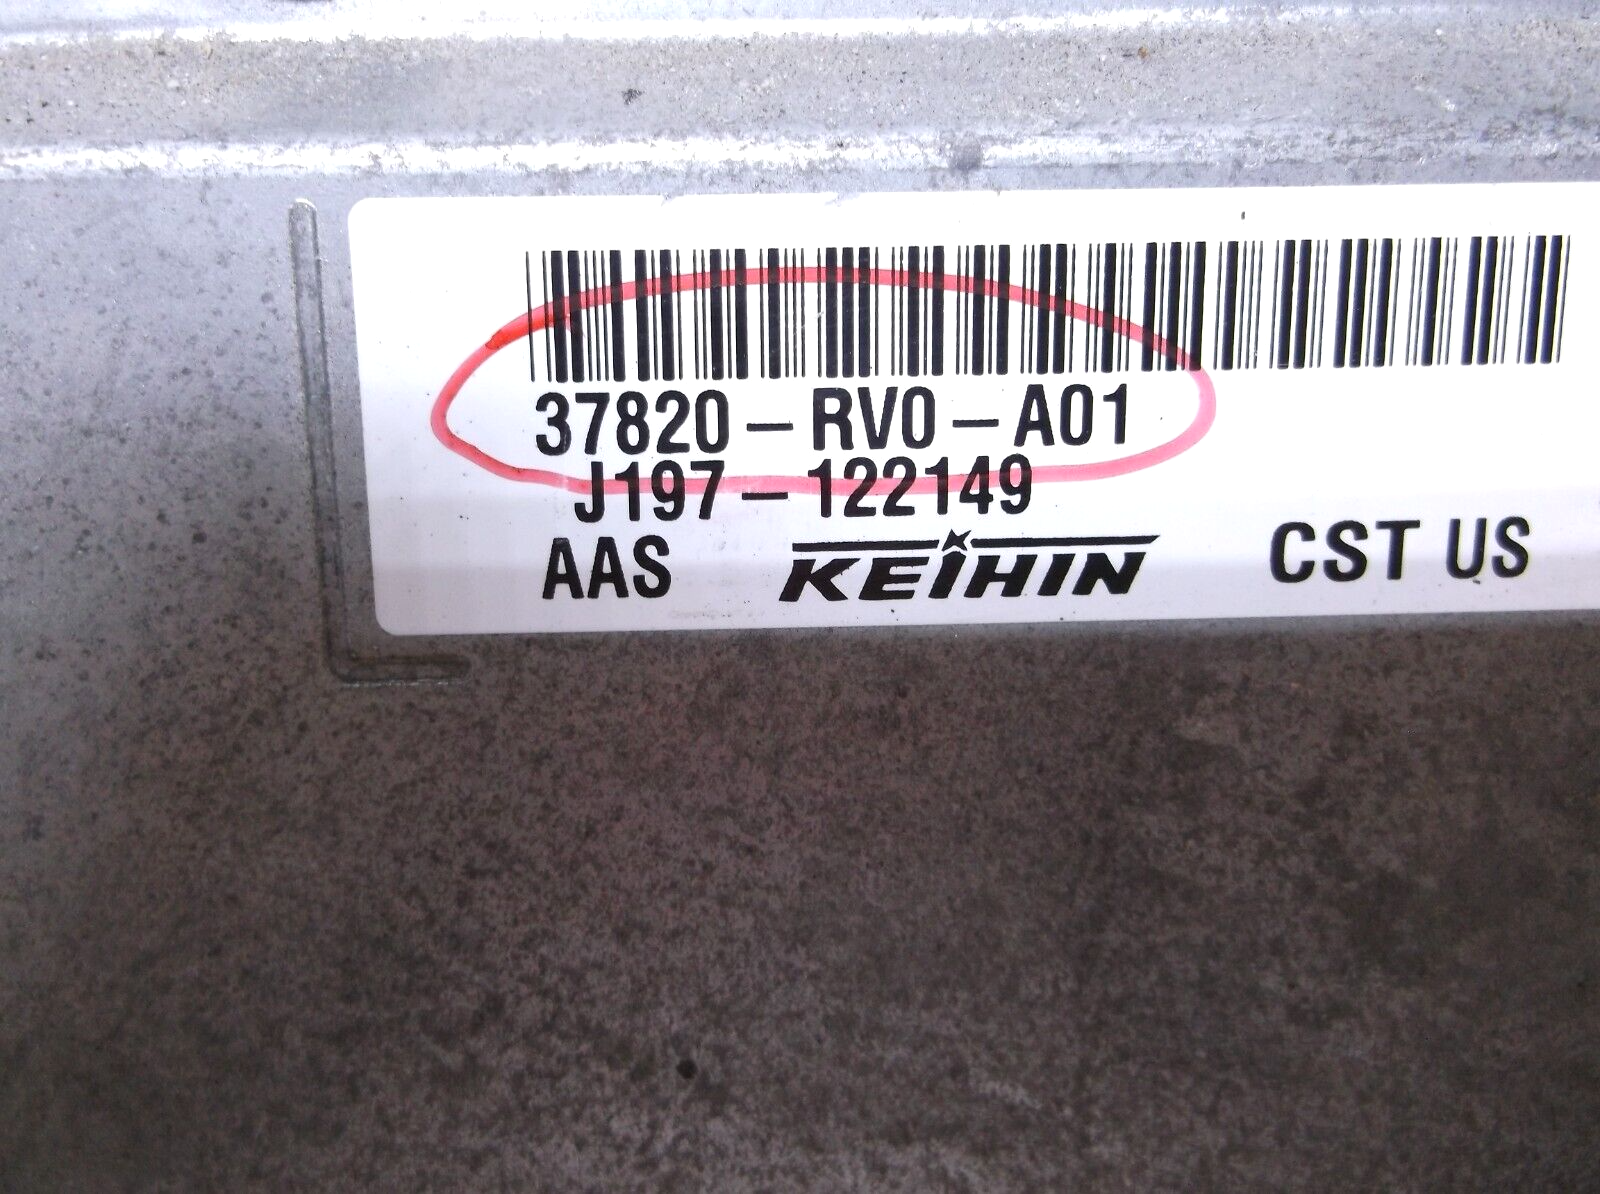 37820-RV0-A01
J197-122149
AAS KEIHIN CST US